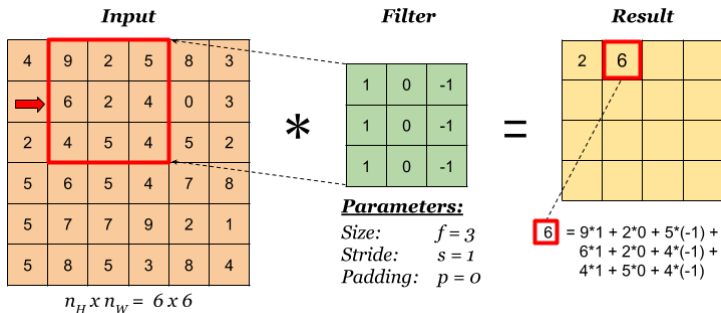 Input Filter Result
4 9 2 5 8 3
6 2 4 0 3
2 4 5 4 5 2
5 6 5 4 7 8
5 7 7 9 2 1
5 8 5 3 8 4
n_H x n_W = 6 x 6
*
1 0 -1
1 0 -1
1 0 -1
Parameters:
Size: f = 3
Stride: s = 1
Padding: p = 0
=
2 6
6 = 9*1 + 2*0 + 5*(-1) +
6*1 + 2*0 + 4*(-1) +
4*1 + 5*0 + 4*(-1)